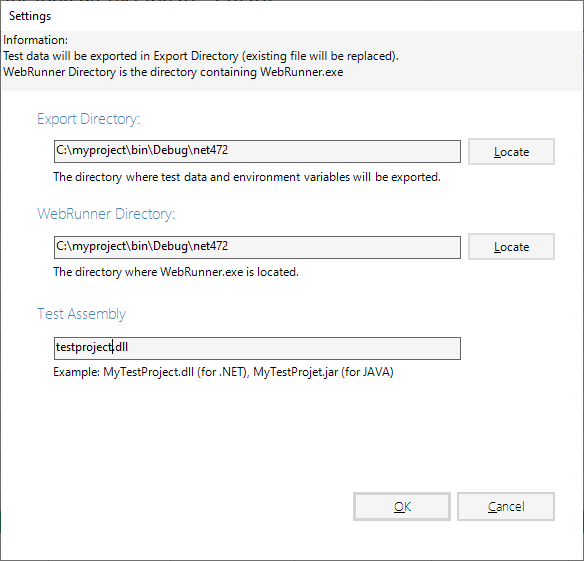 Settings
Information:
Test data will be exported in Export Directory (existing file will be replaced).
WebRunner Directory is the directory containing WebRunner.exe
Export Directory:
C:\myproject\bin\Debug\net472
Locate
The directory where test data and environment variables will be exported.
WebRunner Directory:
C:\myproject\bin\Debug\net472
Locate
The directory where WebRunner.exe is located.
Test Assembly
testproject.dll
Example: MyTestProject.dll (for .NET), MyTestProjet.jar (for JAVA)
OK
Cancel